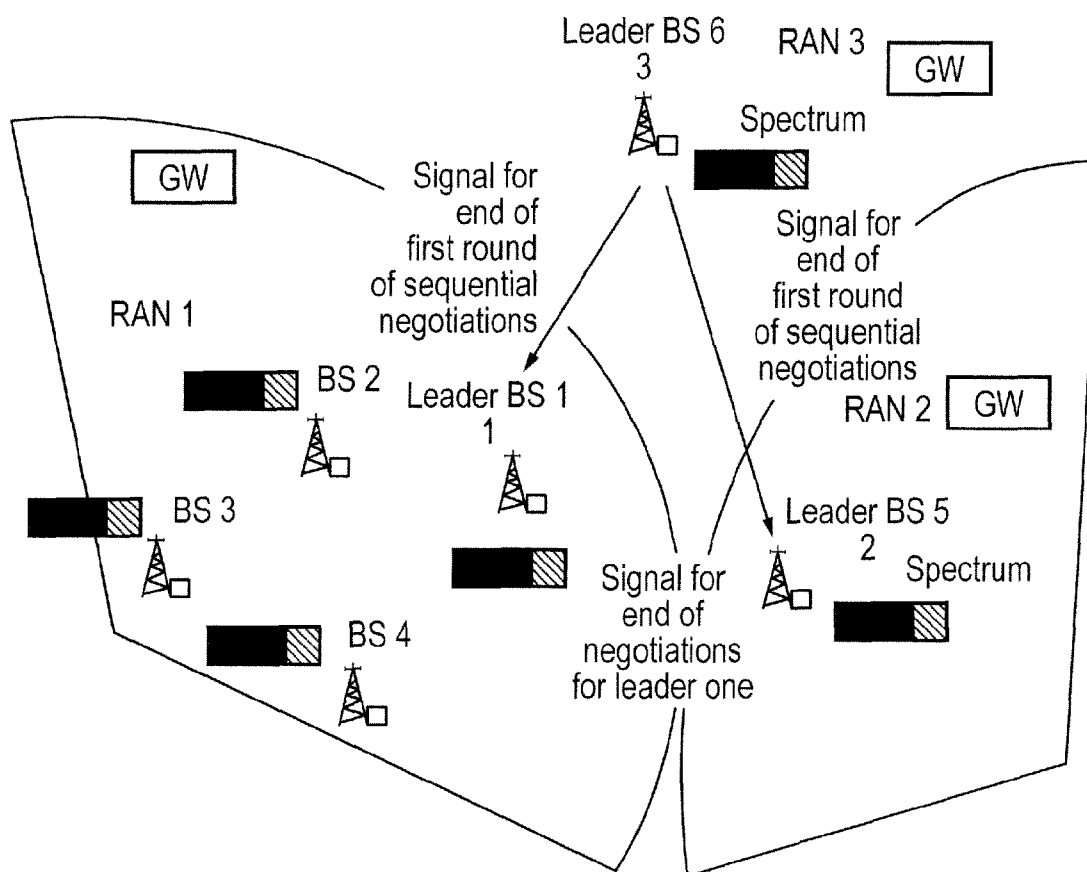 Leader BS 6
3
RAN 3
GW
Spectrum
GW
Signal for
end of
first round
of sequential
negotiations
Signal for
end of
first round
of sequential
negotiations
RAN 1
BS 2
Leader BS 1
1
RAN 2
GW
BS 3
Leader BS 5
2
Spectrum
Signal for
end of
negotiations
for leader one
BS 4